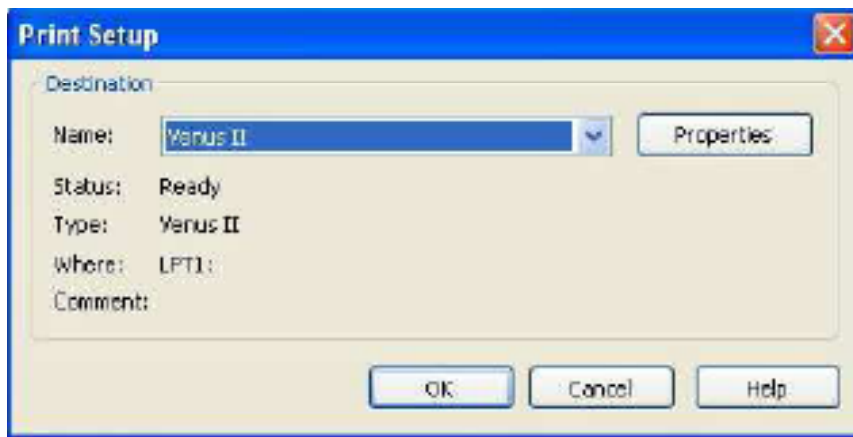 Print Setup
Destination
Name: Venus II Properties
Status: Ready
Type: Venus II
Where: LPT1:
Comment:
OK Cancel Help